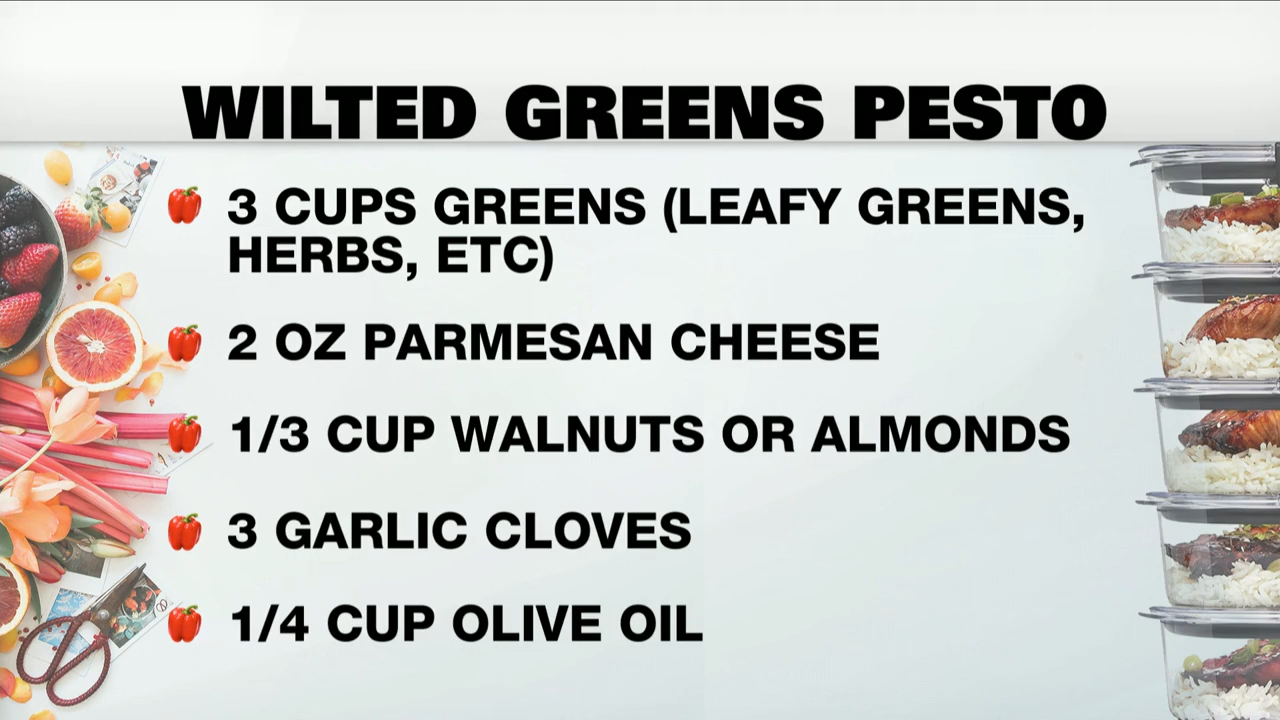 WILTED GREENS PESTO
3 CUPS GREENS (LEAFY GREENS,
HERBS, ETC)
2 OZ PARMESAN CHEESE
1/3 CUP WALNUTS OR ALMONDS
3 GARLIC CLOVES
1/4 CUP OLIVE OIL